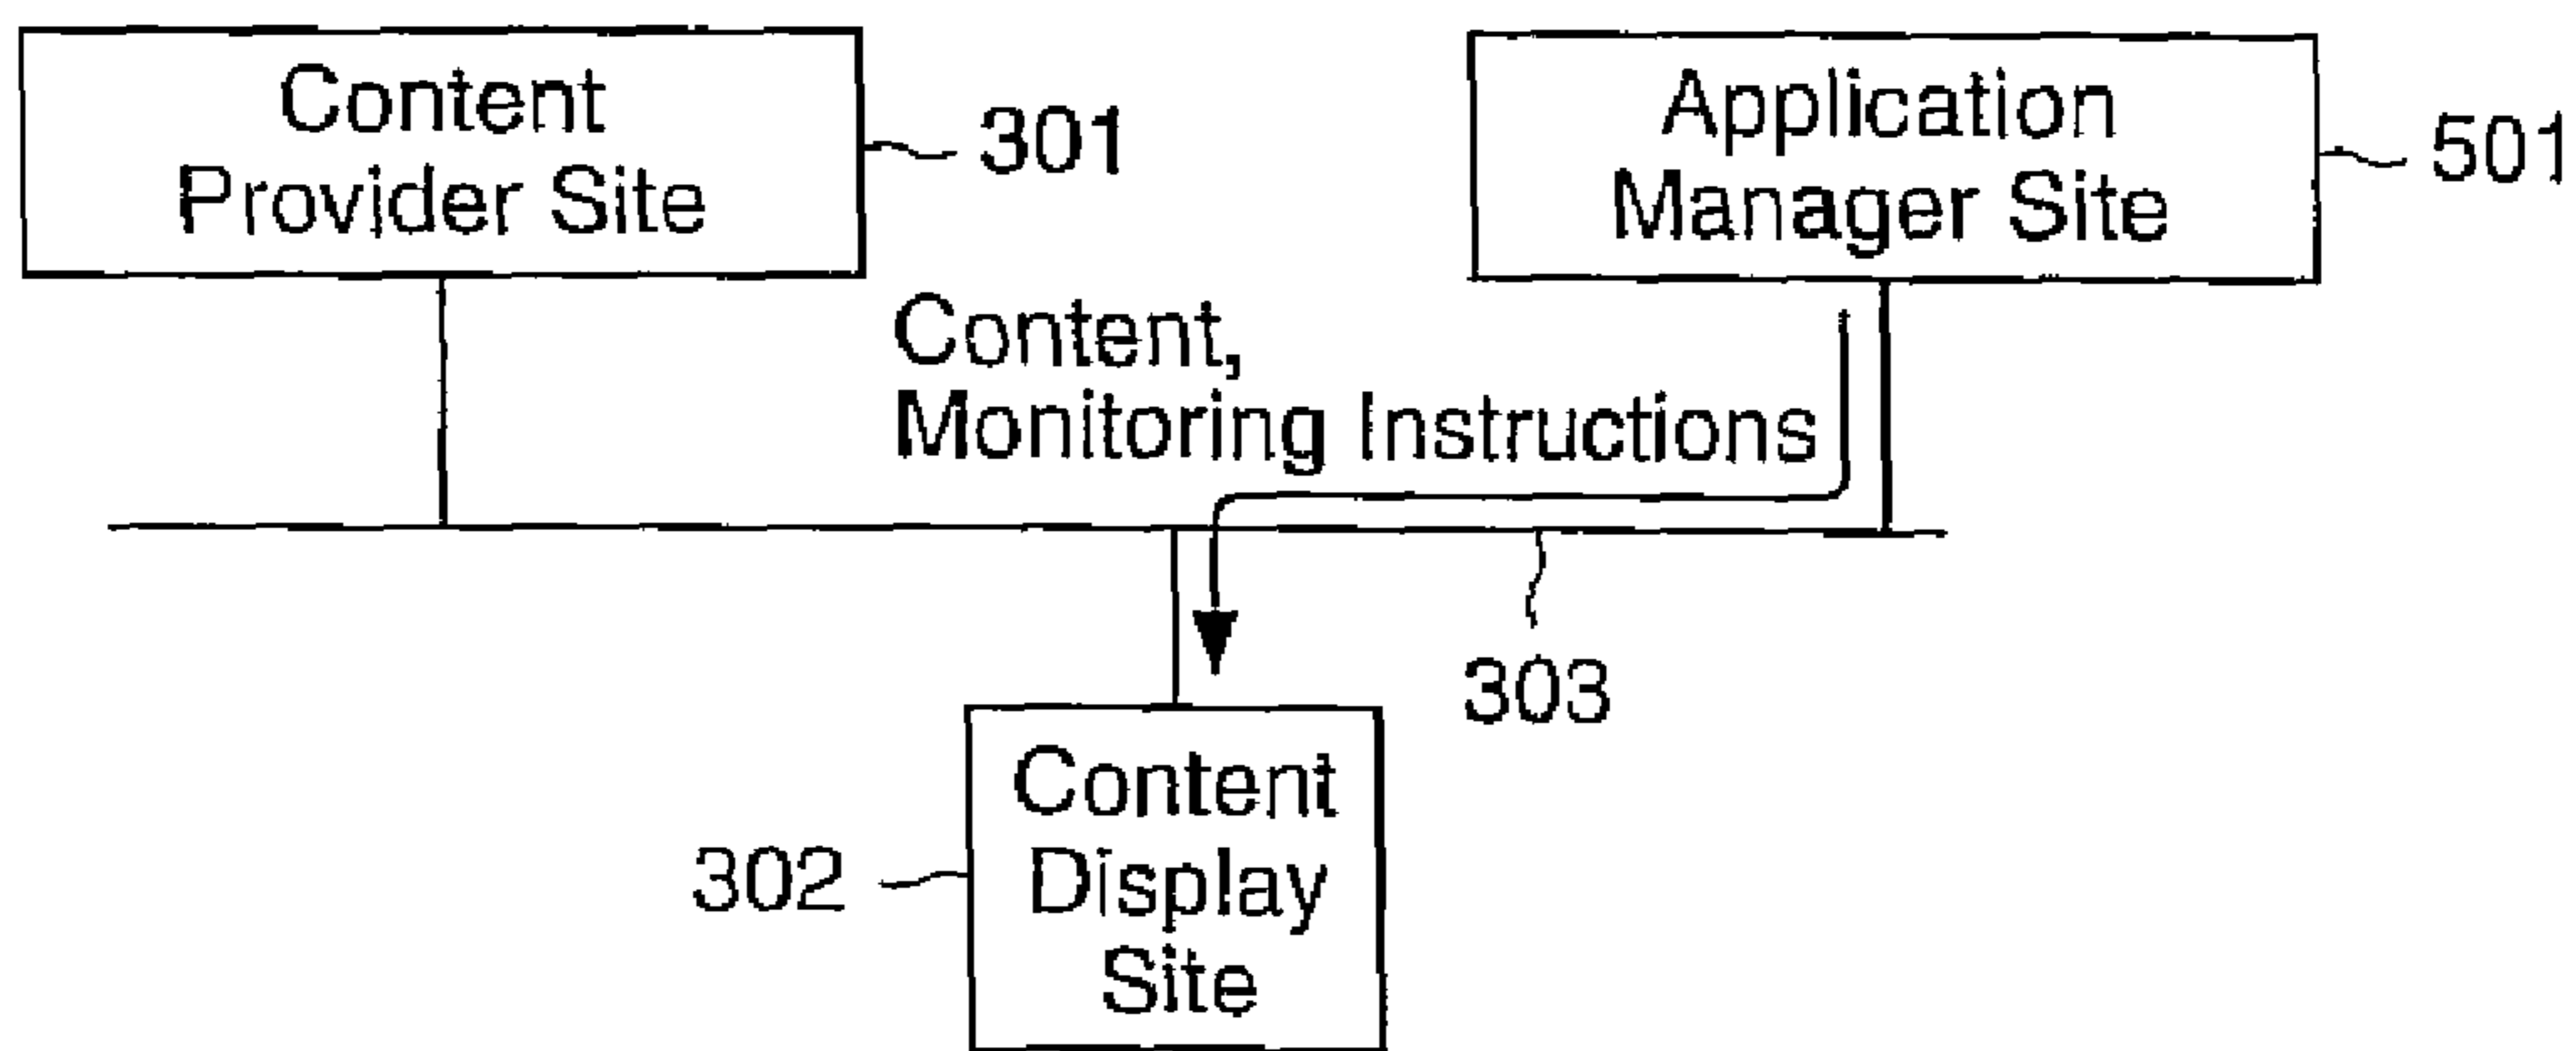 Content
Provider Site
301
Application
Manager Site
501
Content,
Monitoring Instructions
303
302
Content
Display
Site